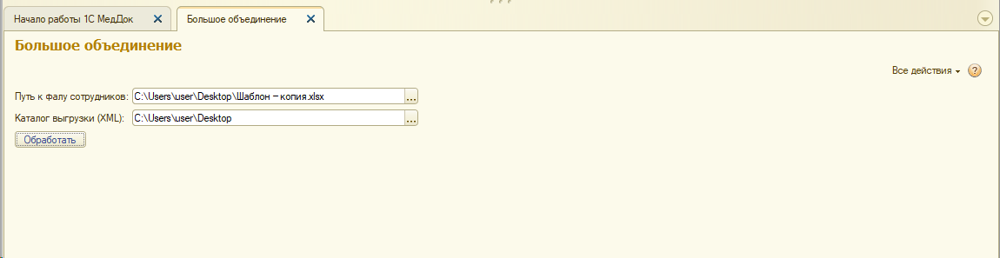 Начало работы 1С МедДок
Большое объединение
Большое объединение
Все действия
?
Путь к фалу сотрудников: C:\Users\user\Desktop\Шаблон – копия.xlsx ...
Каталог выгрузки (XML): C:\Users\user\Desktop ...
Обработать